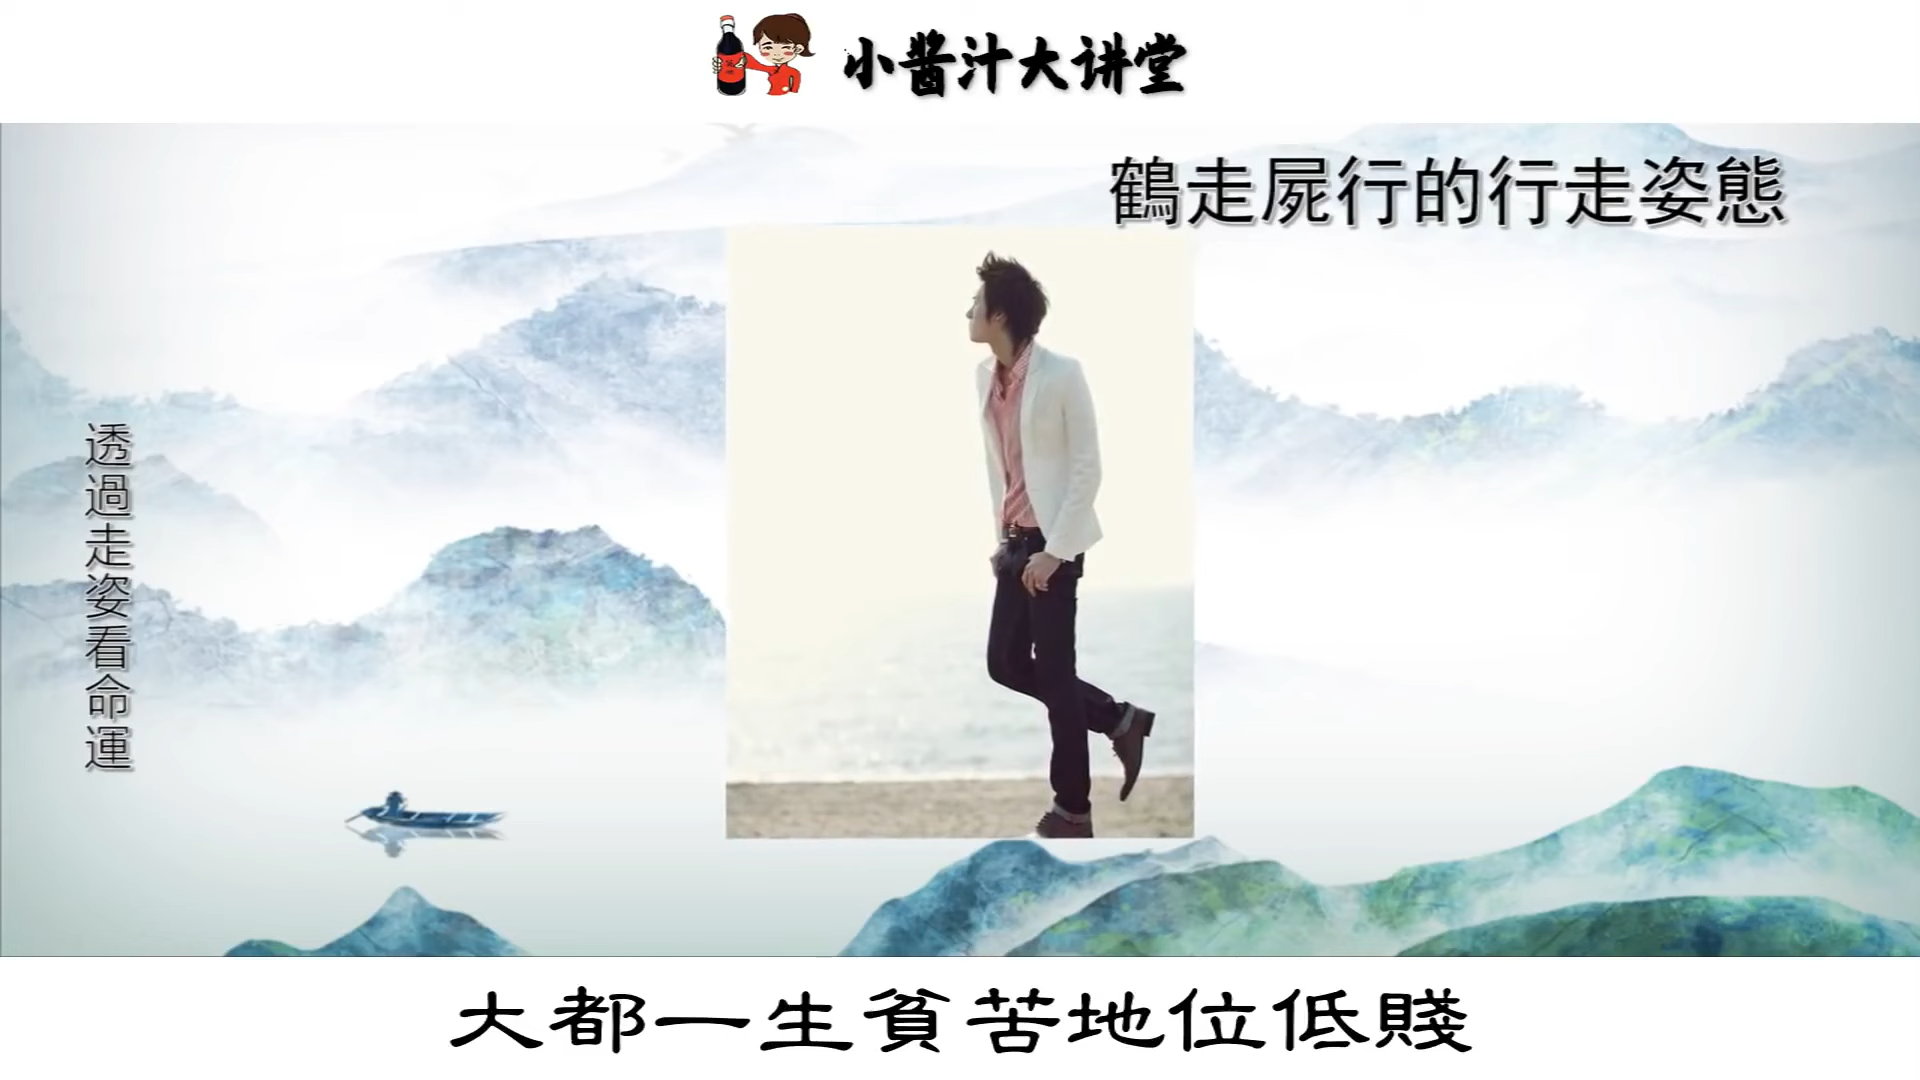 小酱汁大讲堂
鶴走屍行的行走姿態
透過走姿看命運
大都一生貧苦地位低賤